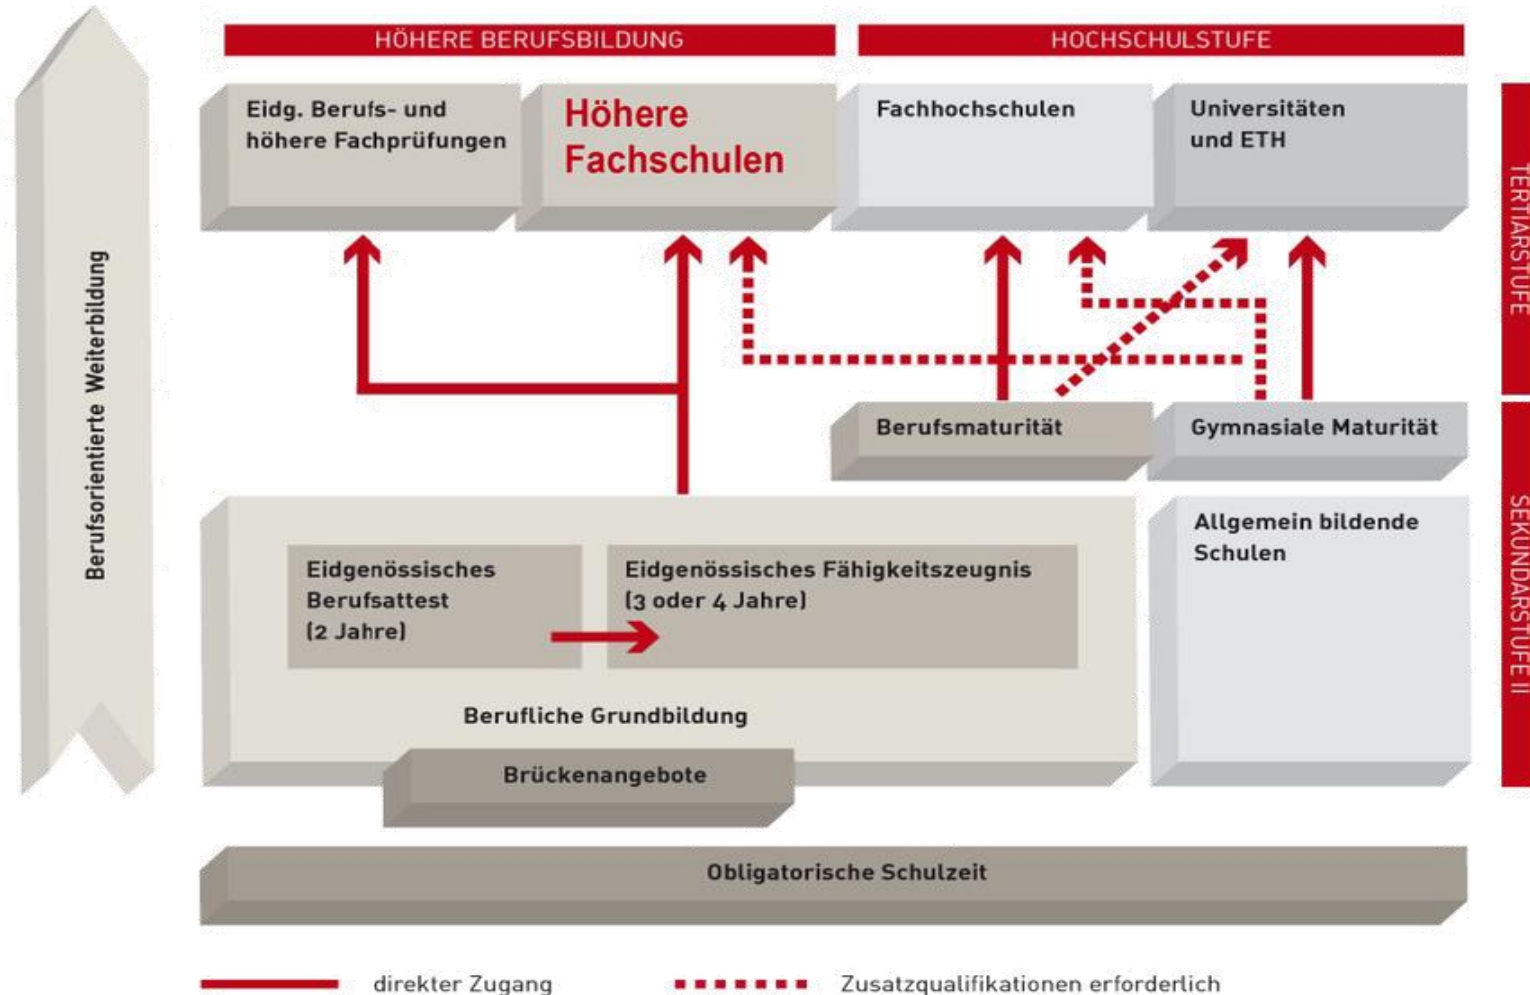 HÖHERE BERUFSBILDUNG
HOCHSCHULSTUFE
Eidg. Berufs- und
höhere Fachprüfungen
Höhere
Fachschulen
Fachhochschulen
Universitäten
und ETH
TERTIÄRSTUFE
Berufsorientierte Weiterbildung
Berufsmaturität
Gymnasiale Maturität
SEKUNDARSTUFE II
Allgemein bildende
Schulen
Eidgenössisches
Berufsattest
(2 Jahre)
Eidgenössisches Fähigkeitszeugnis
(3 oder 4 Jahre)
Berufliche Grundbildung
Brückenangebote
Obligatorische Schulzeit
direkter Zugang
Zusatzqualifikationen erforderlich